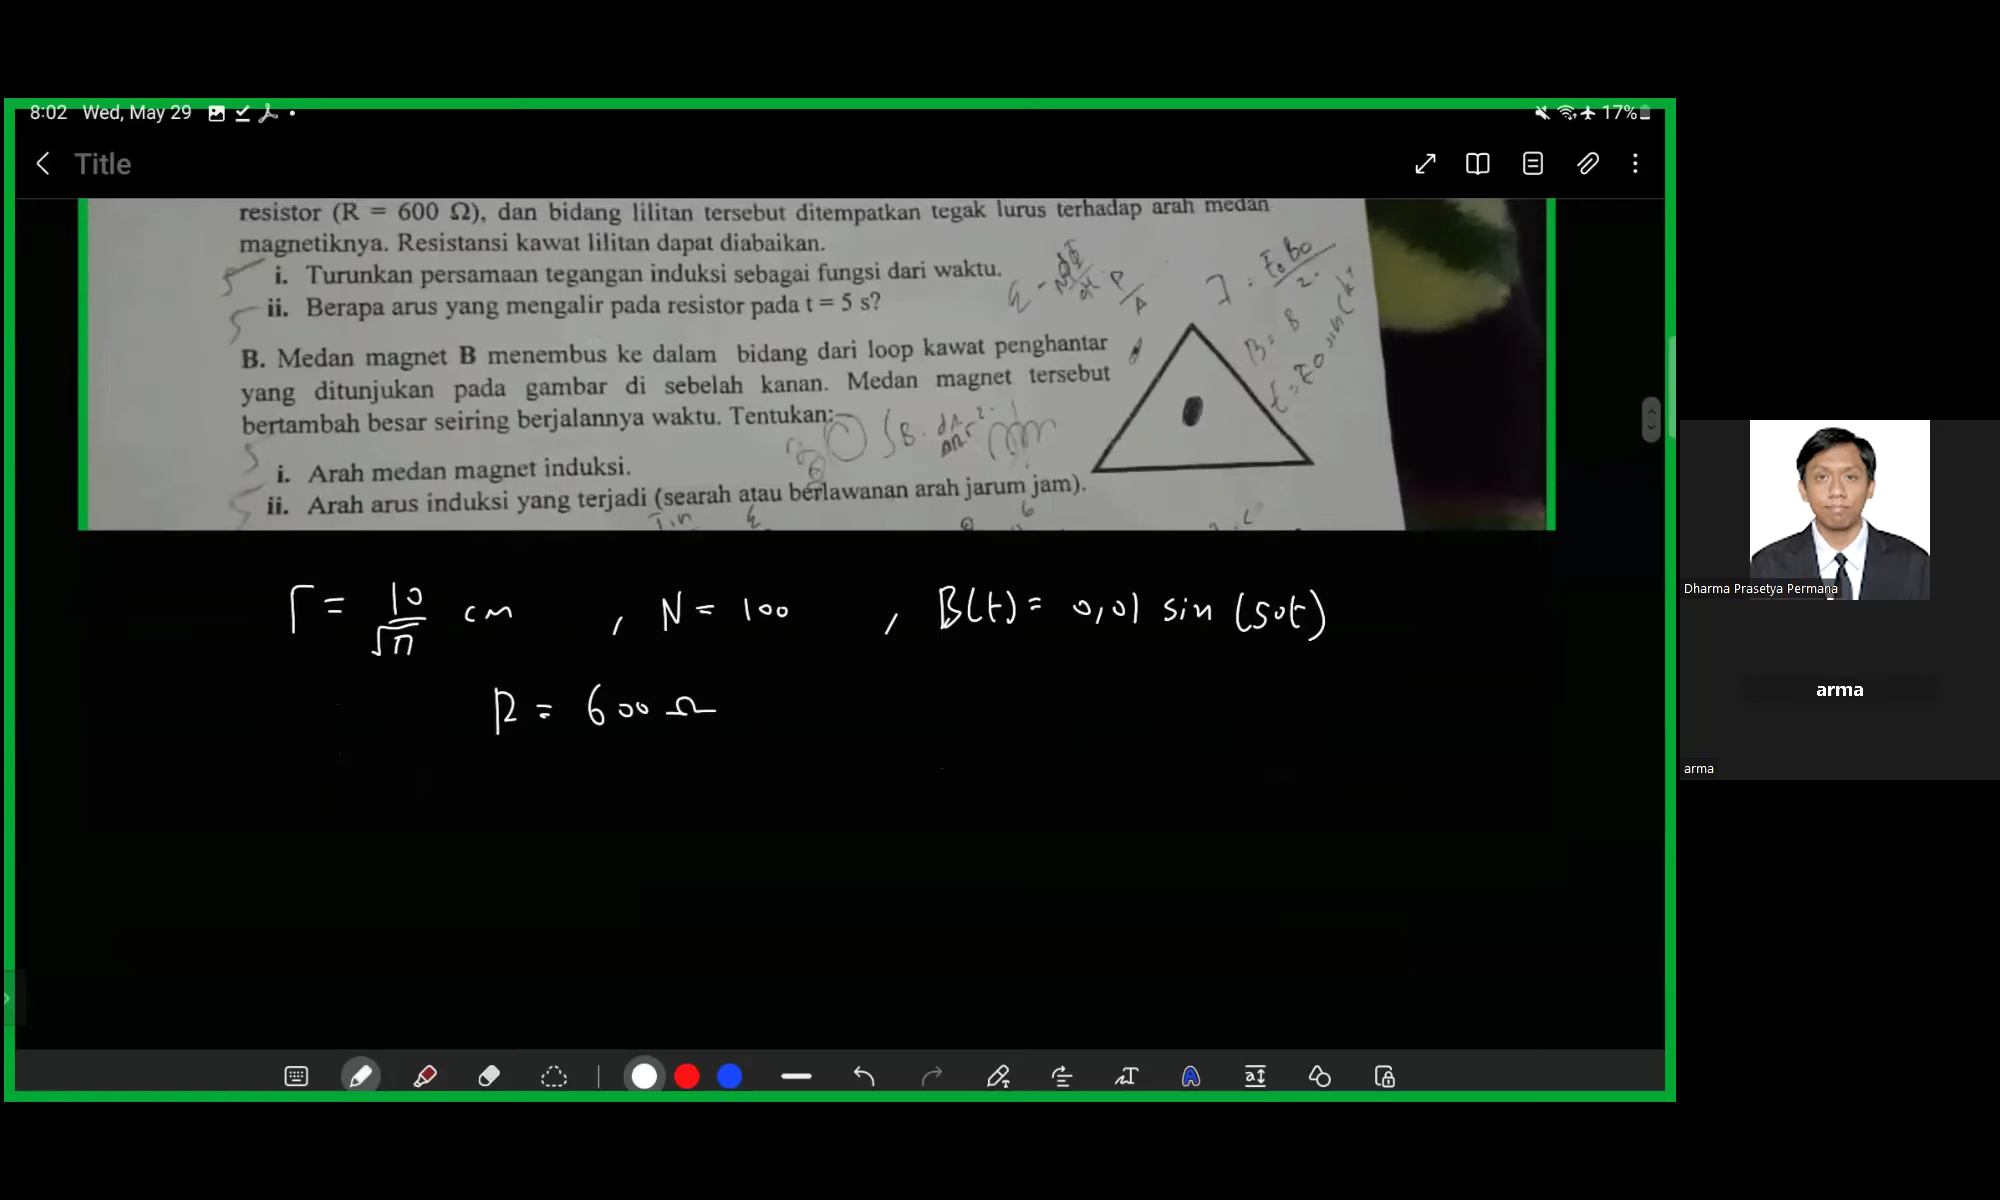 8:02 Wed, May 29
17%
Title
resistor (R = 600 Ω), dan bidang lilitan tersebut ditempatkan tegak lurus terhadap arah medan
magnetiknya. Resistansi kawat lilitan dapat diabaikan.
i. Turunkan persamaan tegangan induksi sebagai fungsi dari waktu.
ii. Berapa arus yang mengalir pada resistor pada t = 5 s?
B. Medan magnet B menembus ke dalam bidang dari loop kawat penghantar
yang ditunjukan pada gambar di sebelah kanan. Medan magnet tersebut
bertambah besar seiring berjalannya waktu. Tentukan:
i. Arah medan magnet induksi.
ii. Arah arus induksi yang terjadi (searah atau berlawanan arah jarum jam).
r = 10/√π cm , N = 100 , B(t) = 0,01 sin (50t)
R = 600 Ω
Dharma Prasetya Permana
arma
arma